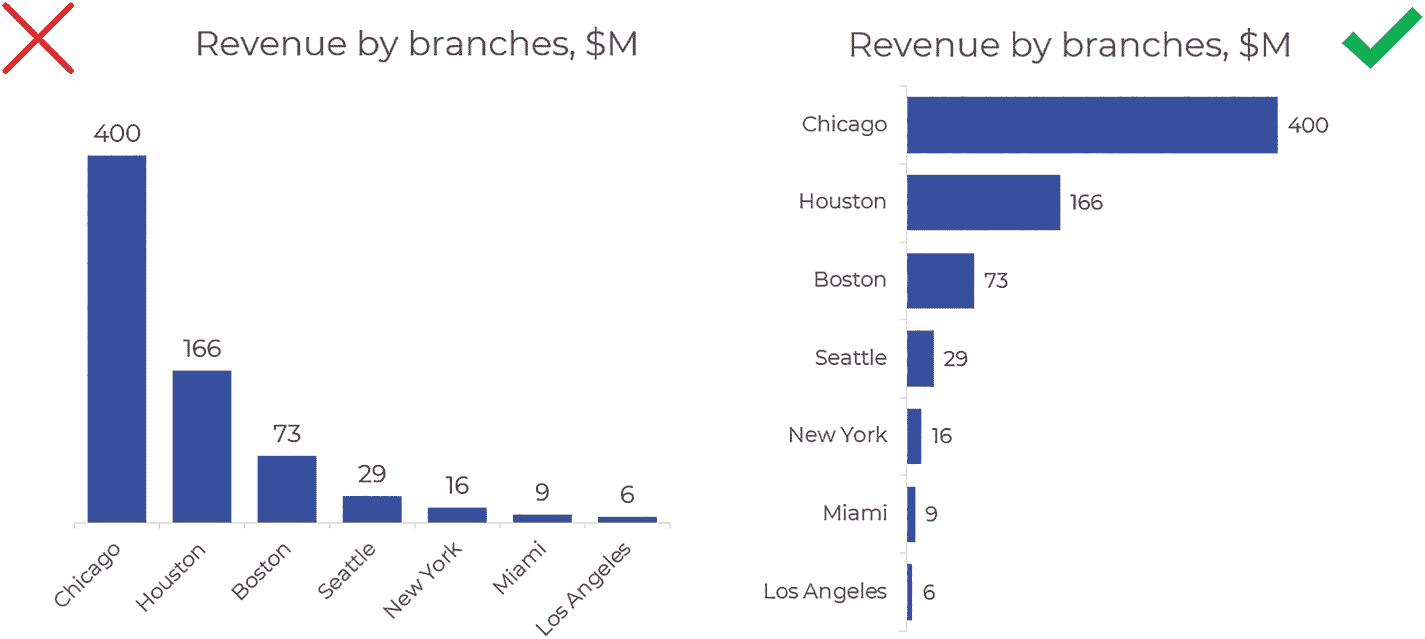 Revenue by branches, $M
400
166
73
29
16
9
6
Chicago
Houston
Boston
Seattle
New York
Miami
Los Angeles
Revenue by branches, $M
Chicago 400
Houston 166
Boston 73
Seattle 29
New York 16
Miami 9
Los Angeles 6